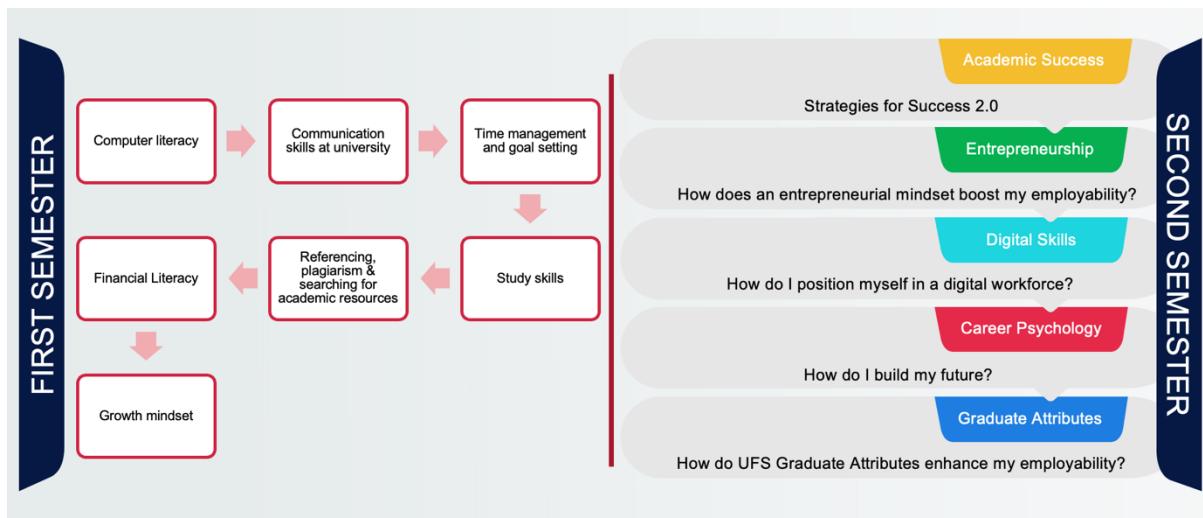 FIRST SEMESTER
Computer literacy
Communication
skills at university
Time management
and goal setting
Study skills
Referencing,
plagiarism &
searching for
academic resources
Financial Literacy
Growth mindset
SECOND SEMESTER
Academic Success
Strategies for Success 2.0
Entrepreneurship
How does an entrepreneurial mindset boost my employability?
Digital Skills
How do I position myself in a digital workforce?
Career Psychology
How do I build my future?
Graduate Attributes
How do UFS Graduate Attributes enhance my employability?